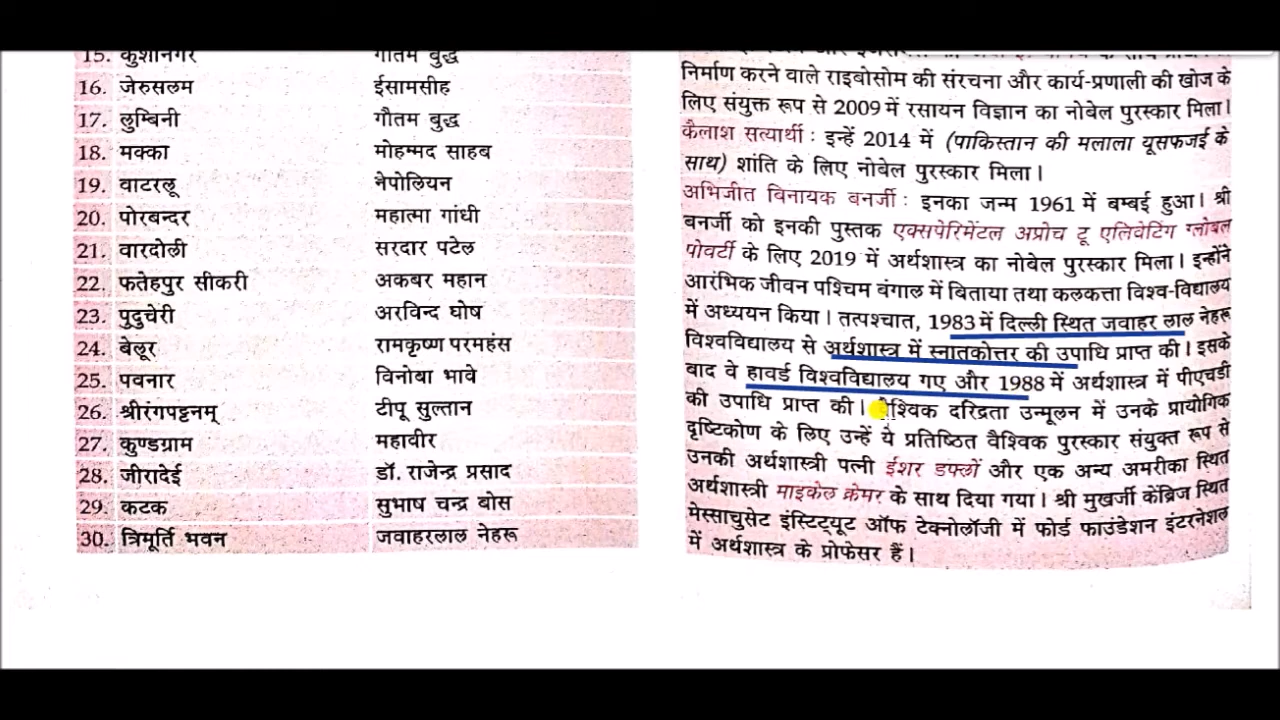 15. कुशीनगर गौतम बुद्ध
16. जेरुसलम ईसामसीह
17. लुम्बिनी गौतम बुद्ध
18. मक्का मोहम्मद साहब
19. वाटरलू नेपोलियन
20. पोरबन्दर महात्मा गांधी
21. वारदोली सरदार पटेल
22. फतेहपुर सीकरी अकबर महान
23. पुदुचेरी अरविन्द घोष
24. बेलूर रामकृष्ण परमहंस
25. पवनार विनोबा भावे
26. श्रीरंगपट्टनम् टीपू सुल्तान
27. कुण्डग्राम महावीर
28. जीरादेई डॉ. राजेन्द्र प्रसाद
29. कटक सुभाष चन्द्र बोस
30. त्रिमूर्ति भवन जवाहरलाल नेहरू
निर्माण करने वाले राइबोसोम की संरचना और कार्य-प्रणाली की खोज के
लिए संयुक्त रूप से 2009 में रसायन विज्ञान का नोबेल पुरस्कार मिला।
कैलाश सत्यार्थी : इन्हें 2014 में (पाकिस्तान की मलाला यूसफजई के
साथ) शांति के लिए नोबेल पुरस्कार मिला।
अभिजीत बिनायक बनर्जी : इनका जन्म 1961 में बम्बई हुआ। श्री
बनर्जी को इनकी पुस्तक एक्सपेरिमेंटल अप्रोच टू एलिवेटिंग ग्लोबल
पोवर्टी के लिए 2019 में अर्थशास्त्र का नोबेल पुरस्कार मिला। इन्होंने
आरंभिक जीवन पश्चिम बंगाल में बिताया तथा कलकत्ता विश्व-विद्यालय
में अध्ययन किया। तत्पश्चात, 1983 में दिल्ली स्थित जवाहर लाल नेहरू
विश्वविद्यालय से अर्थशास्त्र में स्नातकोत्तर की उपाधि प्राप्त की। इसके
बाद वे हावर्ड विश्वविद्यालय गए और 1988 में अर्थशास्त्र में पीएचडी
की उपाधि प्राप्त की। वैश्विक दरिद्रता उन्मूलन में उनके प्रायोगिक
दृष्टिकोण के लिए उन्हें ये प्रतिष्ठित वैश्विक पुरस्कार संयुक्त रूप से
उनकी अर्थशास्त्री पत्नी ईशर डफ्लों और एक अन्य अमरीका स्थित
अर्थशास्त्री माइकेल क्रेमर के साथ दिया गया। श्री मुखर्जी केंब्रिज स्थित
मेस्साचुसेट इंस्टिट्यूट ऑफ टेक्नोलॉजी में फोर्ड फाउंडेशन इंटरनेशल
में अर्थशास्त्र के प्रोफेसर हैं।